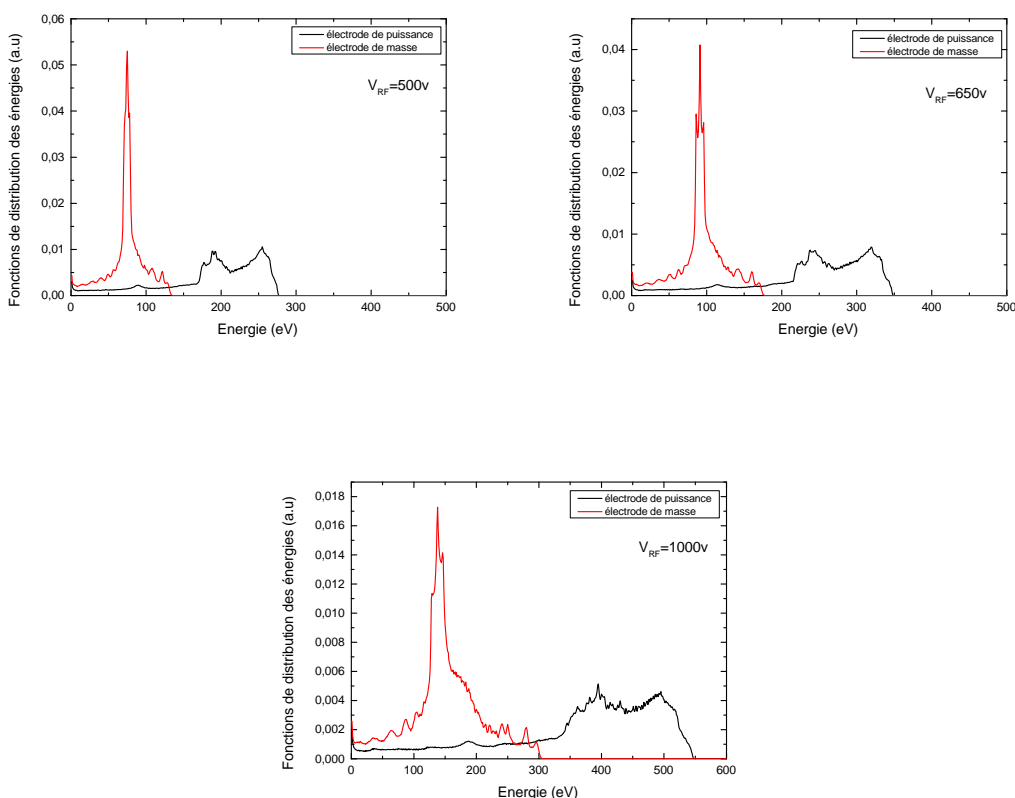 Fonctions de distribution des énergies (a.u)
0,06
0,05
0,04
0,03
0,02
0,01
0,00
électrode de puissance
électrode de masse
V_RF=500v
0 100 200 300 400 500
Energie (eV)
Fonctions de distribution des énergies (a.u)
0,04
0,03
0,02
0,01
0,00
électrode de puissance
électrode de masse
V_RF=650v
0 100 200 300 400 500
Energie (eV)
Fonctions de distribution des énergies (a.u)
0,018
0,016
0,014
0,012
0,010
0,008
0,006
0,004
0,002
0,000
électrode de puissance
électrode de masse
V_RF=1000v
0 100 200 300 400 500 600
Energie (eV)